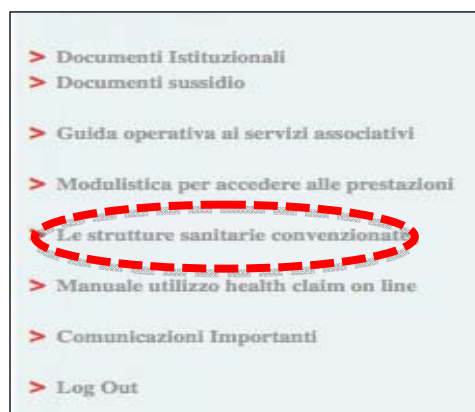 > Documenti Istituzionali
> Documenti sussidio
> Guida operativa ai servizi associativi
> Modulistica per accedere alle prestazioni
> Le strutture sanitarie convenzionate
> Manuale utilizzo health claim on line
> Comunicazioni Importanti
> Log Out